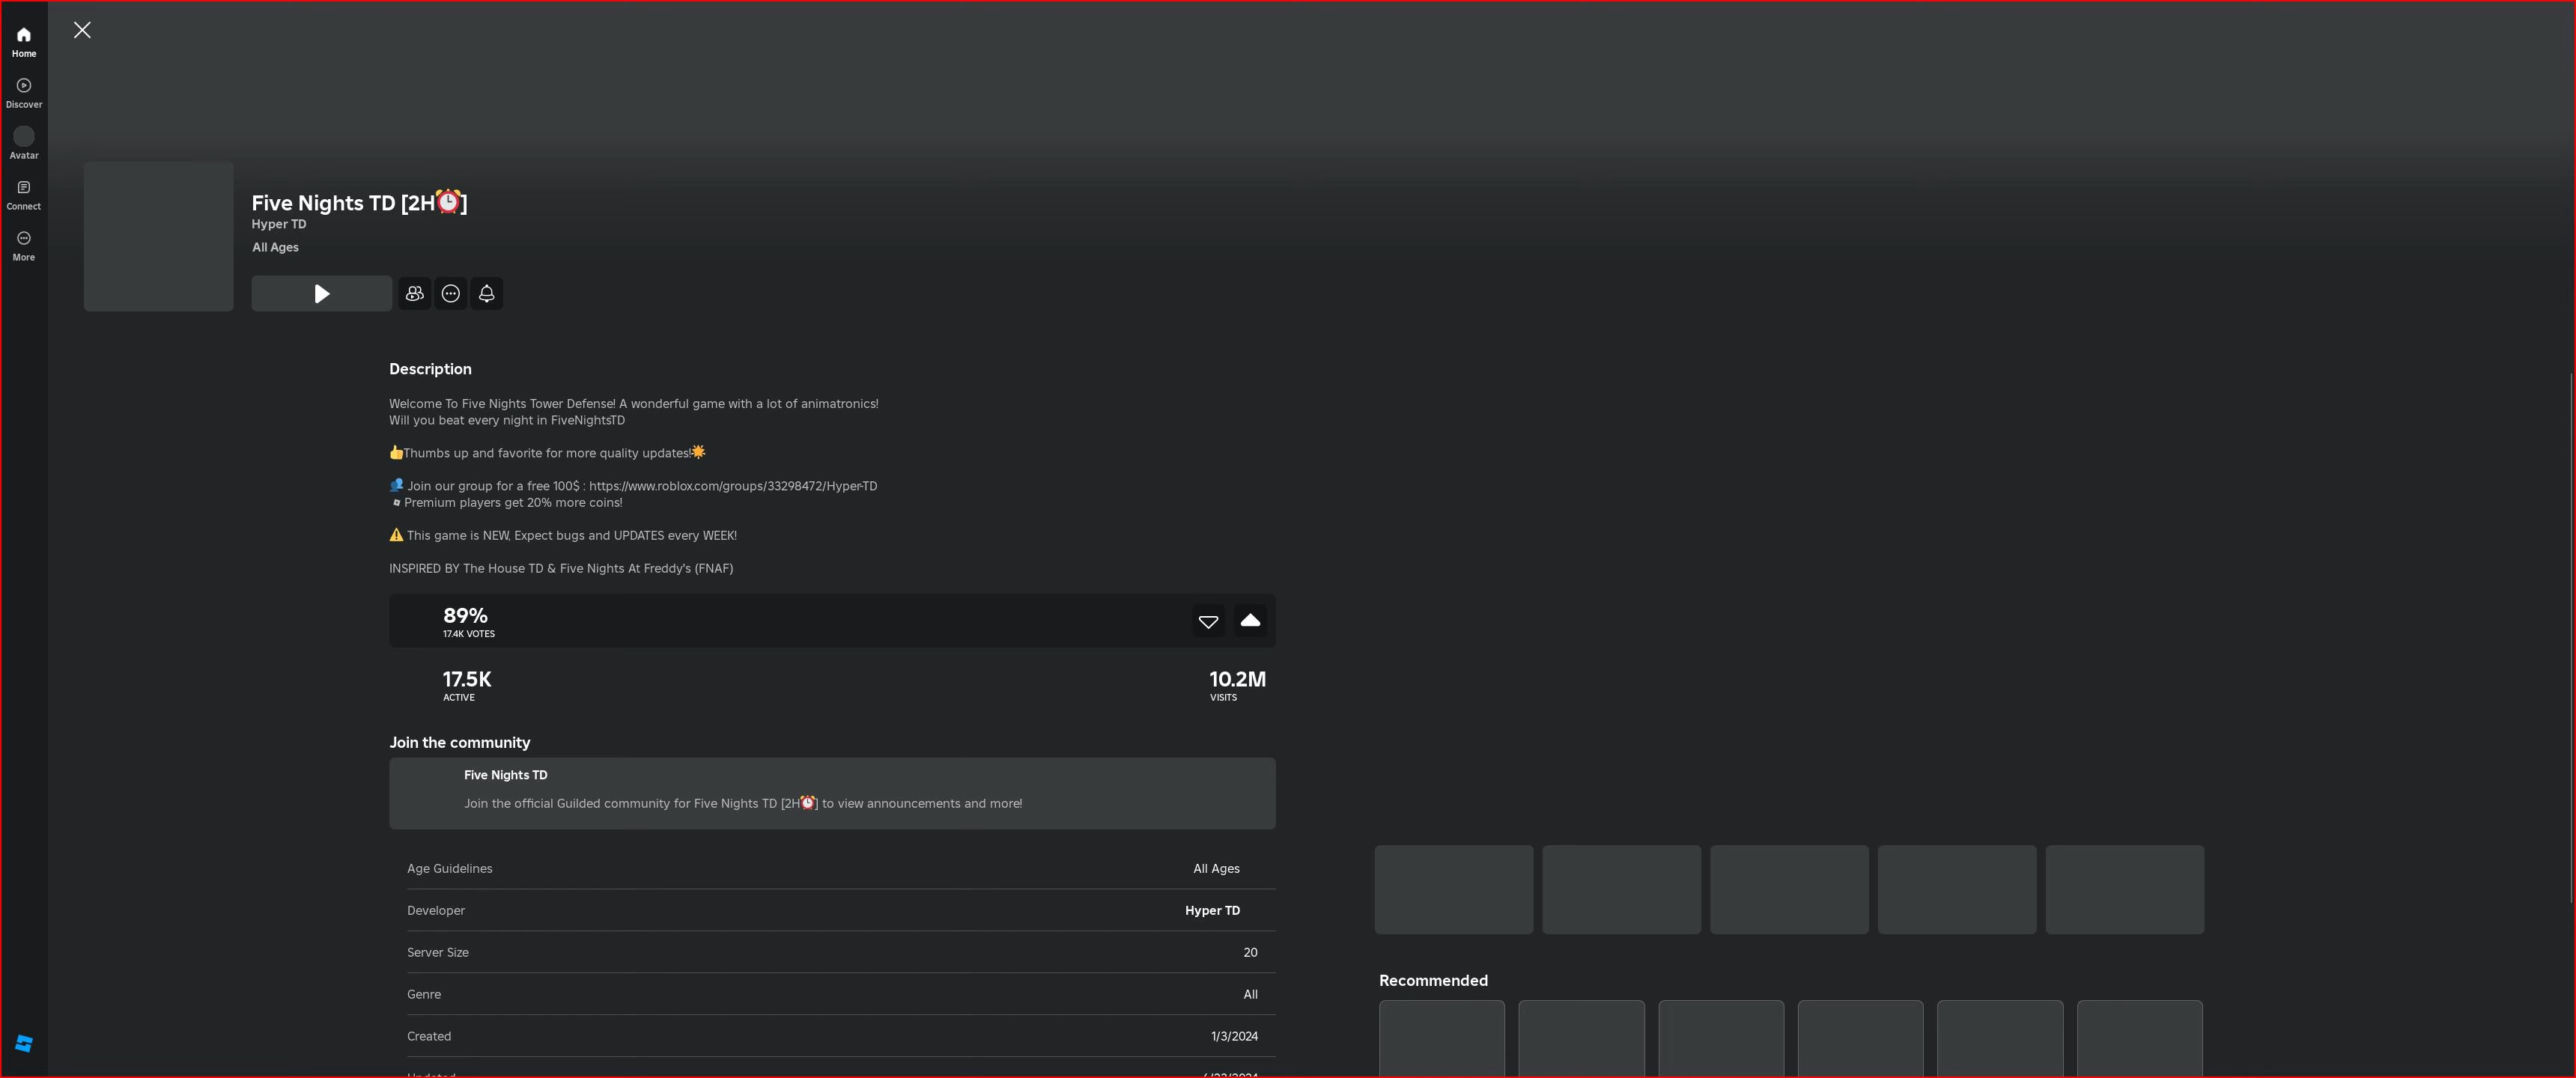 Home
Discover
Avatar
Connect
More
Five Nights TD [2H⏰]
Hyper TD
All Ages
Description
Welcome To Five Nights Tower Defense! A wonderful game with a lot of animatronics!
Will you beat every night in FiveNightsTD
👍Thumbs up and favorite for more quality updates!🌟
👥 Join our group for a free 100$ : https://www.roblox.com/groups/33298472/Hyper-TD
Premium players get 20% more coins!
⚠️ This game is NEW, Expect bugs and UPDATES every WEEK!
INSPIRED BY The House TD & Five Nights At Freddy's (FNAF)
89%
17.4K VOTES
17.5K
ACTIVE
10.2M
VISITS
Join the community
Five Nights TD
Join the official Guilded community for Five Nights TD [2H⏰] to view announcements and more!
Age Guidelines All Ages
Developer Hyper TD
Server Size 20
Genre All
Created 1/3/2024
Recommended